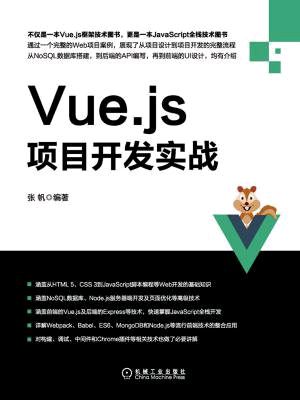 不仅是一本Vue.js框架技术图书，更是一本JavaScript全栈技术图书
通过一个完整的Web项目案例，展现了从项目设计到项目开发的完整流程
从NoSQL数据库搭建，到后端的API编写，再到前端的UI设计，均有介绍
Vue.js
项目开发实战
张 帆◎编著
涵盖从HTML 5、CSS 3到JavaScript脚本编程等Web开发的基础知识
涵盖NoSQL数据库、Node.js服务器端开发及页面优化等高级技术
涵盖前端的Vue.js及后端的Express等技术，快速掌握JavaScript全栈开发
详解Webpack、Babel、ES6、MongoDB和Node.js等流行前端技术的整合应用
对构建、调试、中间件和Chrome插件等相关技术也做了必要讲解
机械工业出版社
China Machine Press